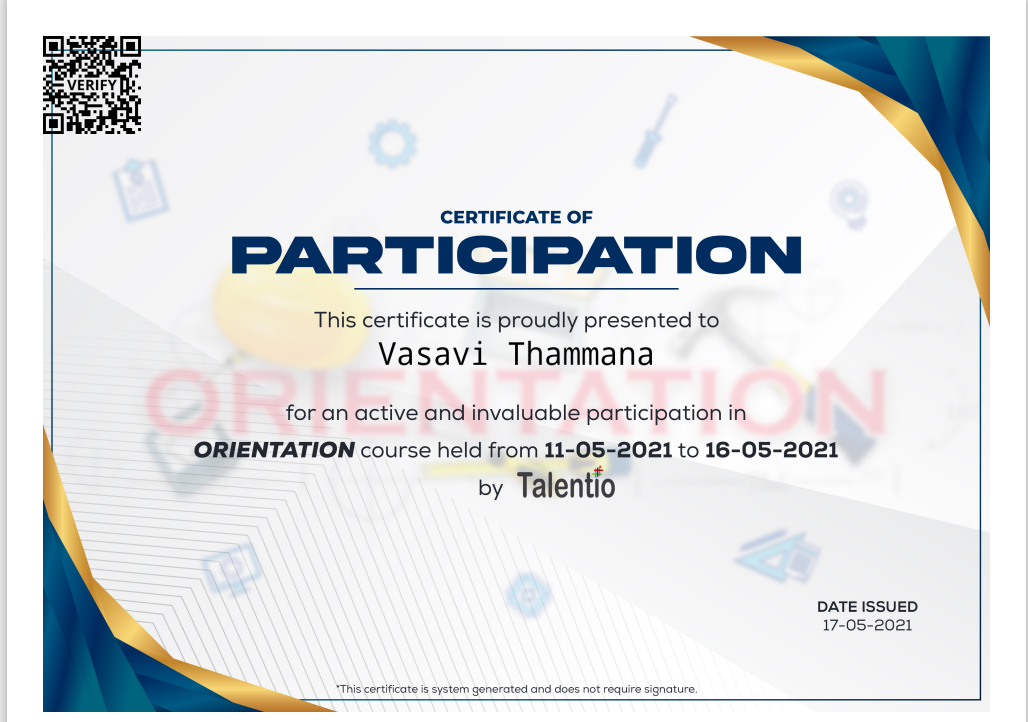 VERIFY
CERTIFICATE OF
PARTICIPATION
This certificate is proudly presented to
Vasavi Thammana
ORIENTATION
for an active and invaluable participation in
ORIENTATION course held from 11-05-2021 to 16-05-2021
by Talentio
DATE ISSUED
17-05-2021
*This certificate is system generated and does not require signature.